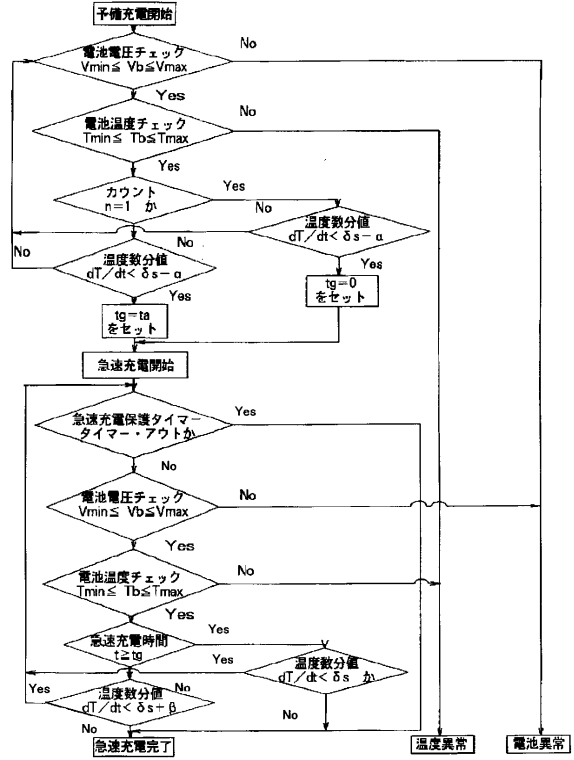 予備充電開始
電池電圧チェック
Vmin≦ Vb≦Vmax
No
Yes
電池温度チェック
Tmin≦ Tb≦Tmax
No
Yes
カウント
n=1 か
Yes
No
温度数分値
dT/dt<δs-α
No
Yes
No
温度数分値
dT/dt<δs-α
Yes
tg=ta
をセット
tg=0
をセット
急速充電開始
急速充電保護タイマー
タイマー・アウトか
Yes
No
電池電圧チェック
Vmin≦ Vb≦Vmax
No
Yes
電池温度チェック
Tmin≦ Tb≦Tmax
No
Yes
急速充電時間
t≧tg
Yes
Yes
温度数分値
dT/dt<δs か
No
Yes
No
温度数分値
dT/dt<δs+β
No
急速充電完了
温度異常
電池異常